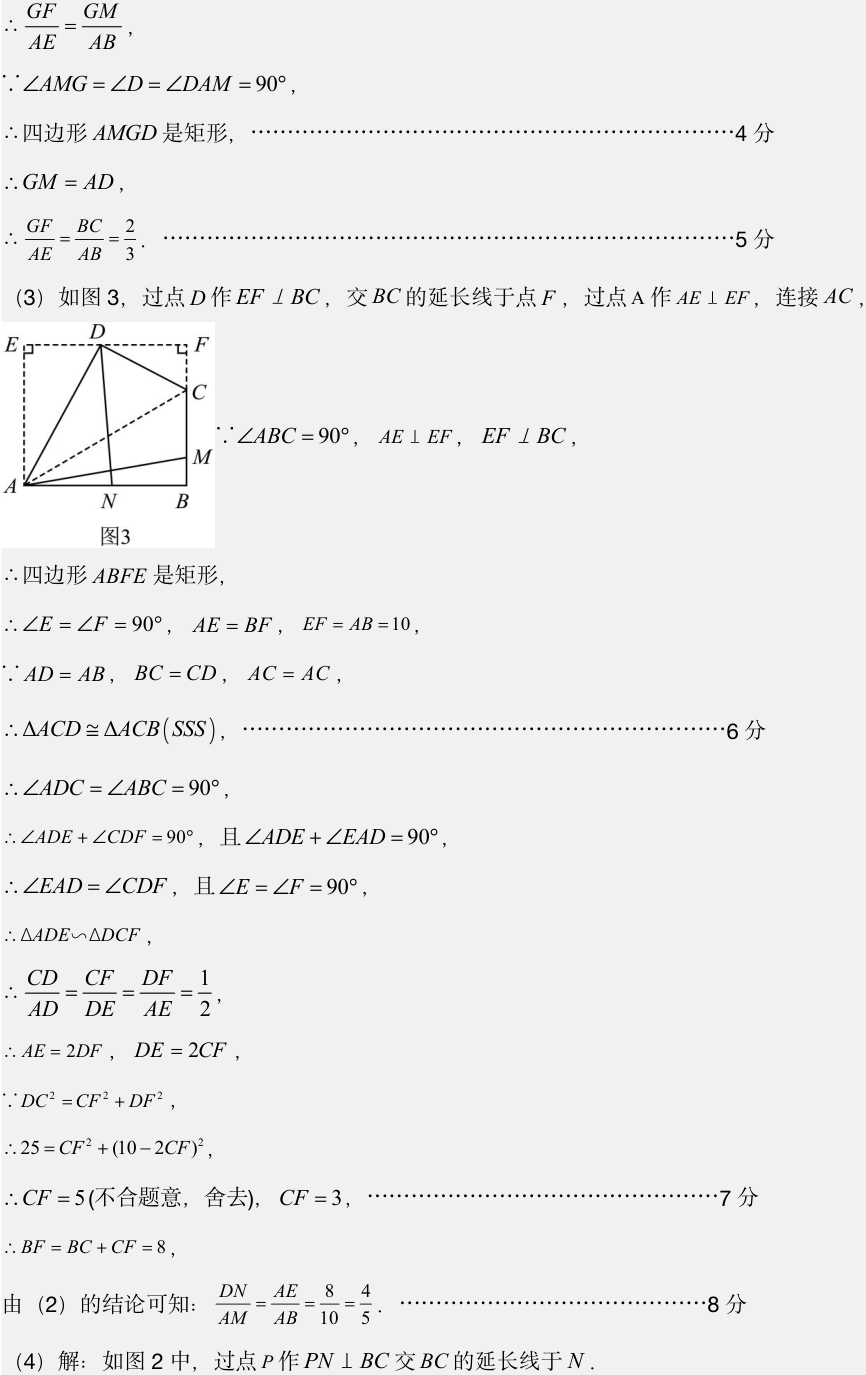 ∴ GF/AE = GM/AB，
∵∠AMG = ∠D = ∠DAM = 90°，
∴四边形 AMGD 是矩形，…………………………………………………………4 分
∴GM = AD，
∴ GF/AE = BC/AB = 2/3．……………………………………………………………………5 分
（3）如图 3，过点 D 作 EF ⊥ BC，交 BC 的延长线于点 F，过点 A 作 AE ⊥ EF，连接 AC，
E D F
C
M
A N B
图3
∵∠ABC = 90°， AE ⊥ EF， EF ⊥ BC，
∴四边形 ABFE 是矩形，
∴∠E = ∠F = 90°， AE = BF， EF = AB = 10，
∵ AD = AB， BC = CD， AC = AC，
∴ΔACD ≅ ΔACB(SSS)，…………………………………………………………6 分
∴∠ADC = ∠ABC = 90°，
∴∠ADE + ∠CDF = 90°，且∠ADE + ∠EAD = 90°，
∴∠EAD = ∠CDF，且∠E = ∠F = 90°，
∴ΔADE∽ΔDCF，
∴ CD/AD = CF/DE = DF/AE = 1/2，
∴ AE = 2DF， DE = 2CF，
∵DC² = CF² + DF²，
∴25 = CF² + (10 − 2CF)²，
∴CF = 5(不合题意，舍去)，CF = 3，…………………………………………7 分
∴BF = BC + CF = 8，
由（2）的结论可知： DN/AM = AE/AB = 8/10 = 4/5．……………………………………8 分
（4）解：如图 2 中，过点 P 作 PN ⊥ BC 交 BC 的延长线于 N．